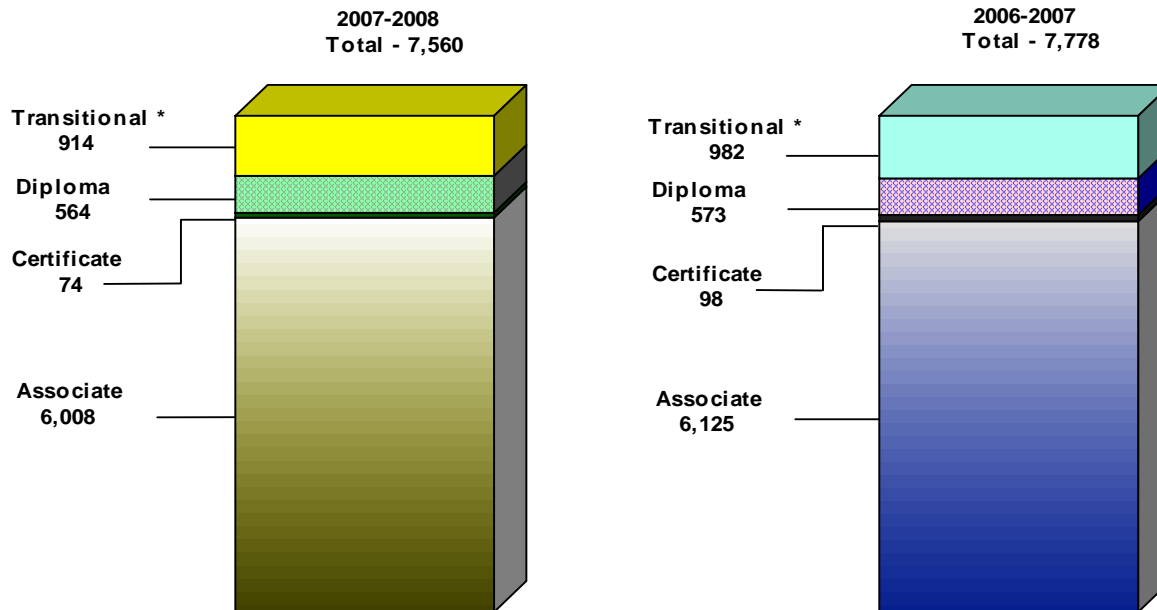 2007-2008
Total - 7,560
Transitional *
914
Diploma
564
Certificate
74
Associate
6,008
2006-2007
Total - 7,778
Transitional *
982
Diploma
573
Certificate
98
Associate
6,125